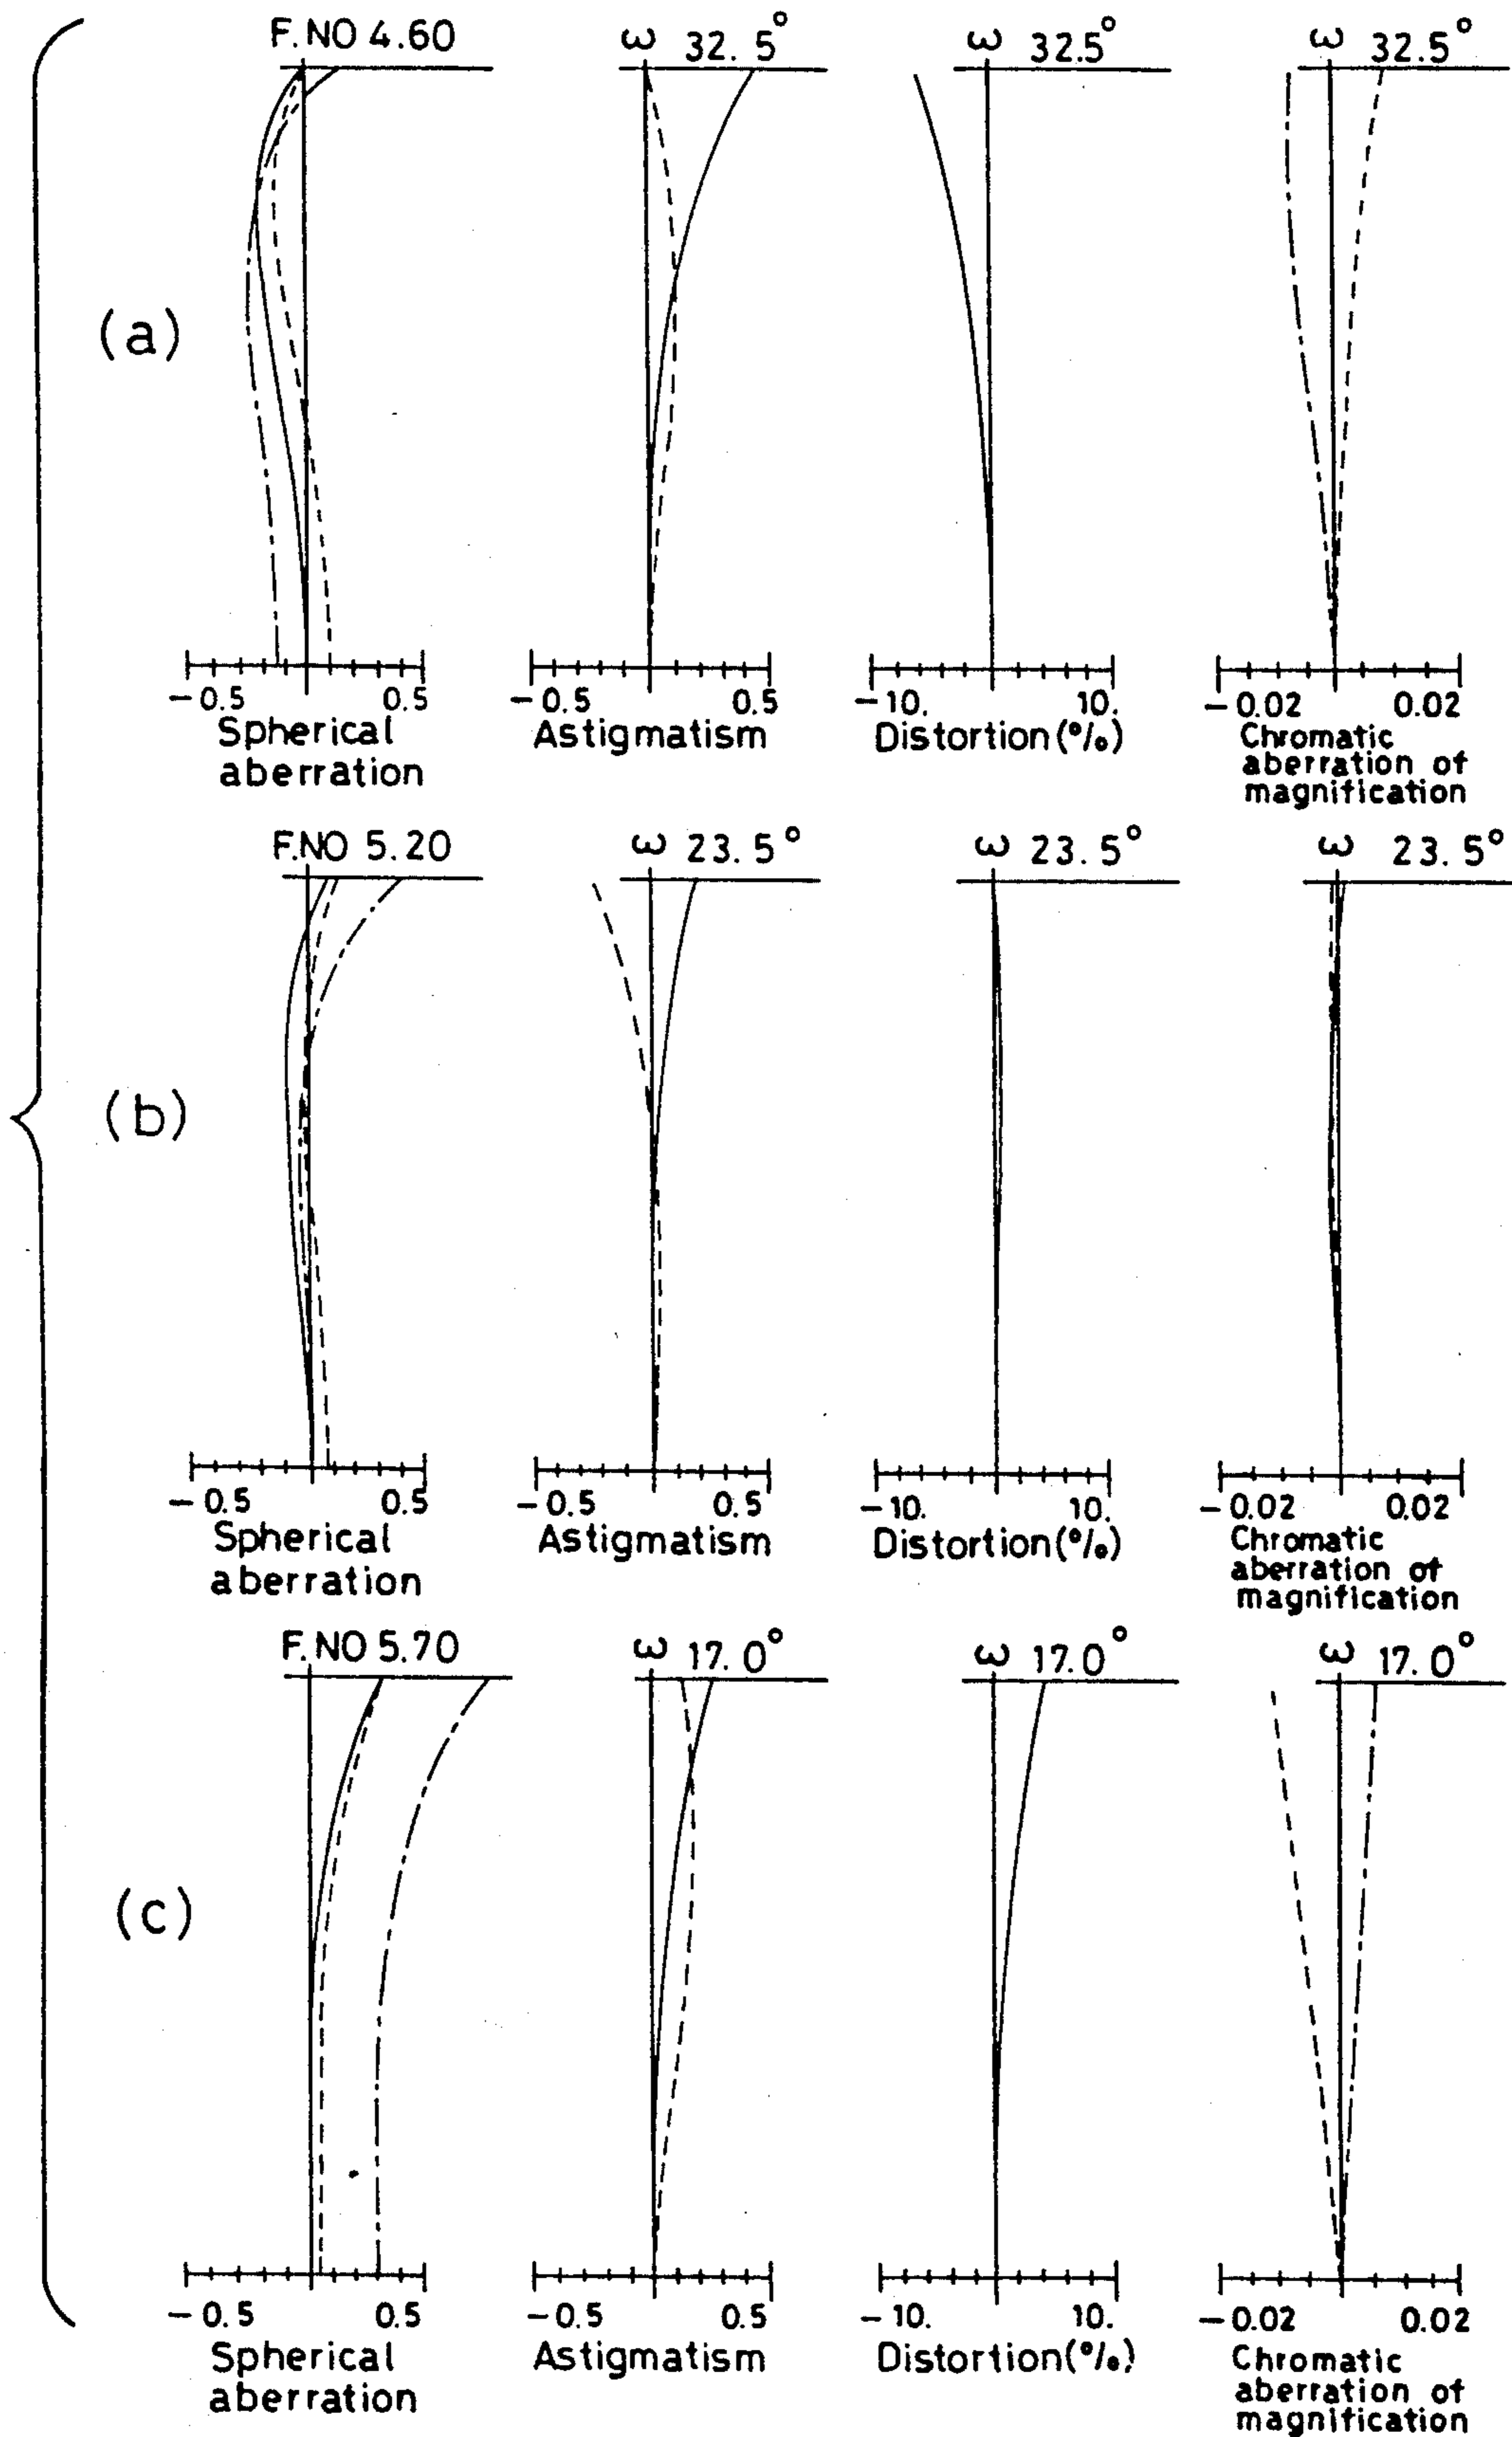 F.NO 4.60
ω 32.5°
ω 32.5°
ω 32.5°
(a)
-0.5 0.5
Spherical
aberration
-0.5 0.5
Astigmatism
-10. 10.
Distortion(%)
-0.02 0.02
Chromatic
aberration of
magnification
F.NO 5.20
ω 23.5°
ω 23.5°
ω 23.5°
(b)
-0.5 0.5
Spherical
aberration
-0.5 0.5
Astigmatism
-10. 10.
Distortion(%)
-0.02 0.02
Chromatic
aberration of
magnification
F.NO 5.70
ω 17.0°
ω 17.0°
ω 17.0°
(c)
-0.5 0.5
Spherical
aberration
-0.5 0.5
Astigmatism
-10. 10.
Distortion(%)
-0.02 0.02
Chromatic
aberration of
magnification